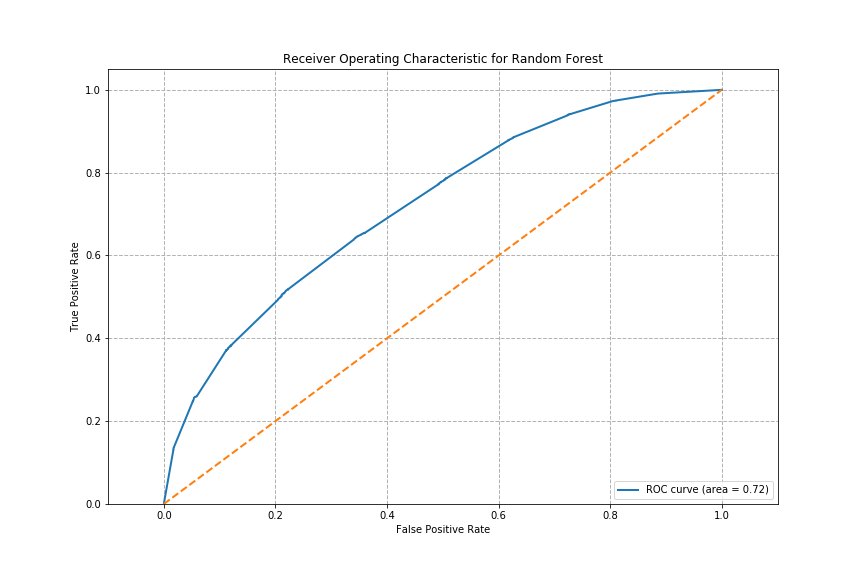 Receiver Operating Characteristic for Random Forest
True Positive Rate
1.0
0.8
0.6
0.4
0.2
0.0
0.0 0.2 0.4 0.6 0.8 1.0
False Positive Rate
ROC curve (area = 0.72)